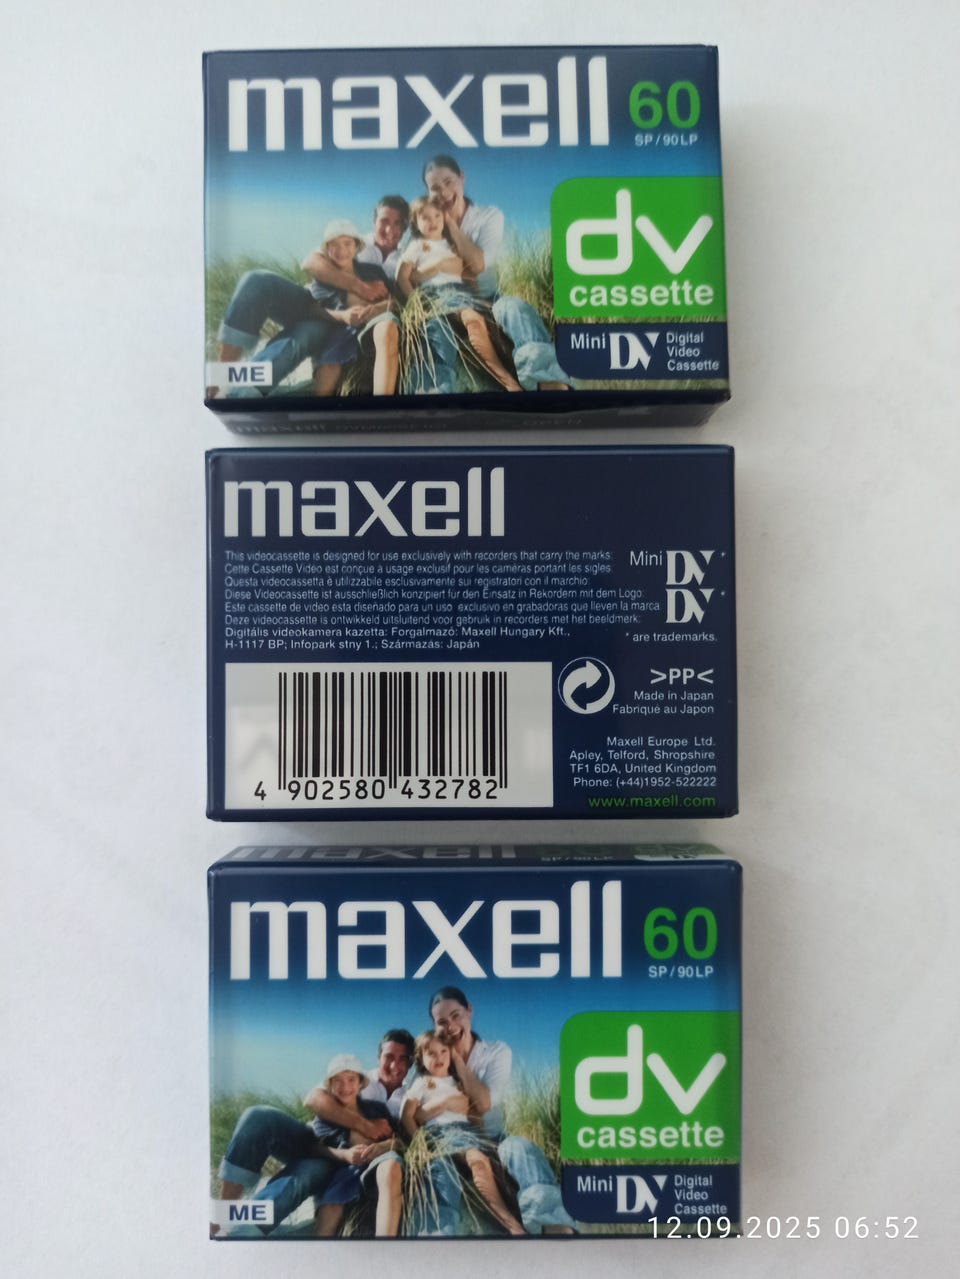 maxell 60
SP/90LP
dv
cassette
Mini DV Digital
Video
Cassette
ME
maxell
OPEN
maxell
This videocassette is designed for use exclusively with recorders that carry the marks:
Cette Cassette Video est conçue à usage exclusif pour les caméras portant les sigles:
Questa videocassetta è utilizzabile esclusivamente sui registratori con il marchio:
Diese Videocassette ist ausschließlich konzipiert für den Einsatz in Rekordern mit dem Logo:
Este cassette de video esta diseñado para un uso exclusivo en grabadoras que lleven la marca
Deze videocassette is ontwikkeld uitsluitend voor gebruik in recorders met het beeldmerk:
Digitális videokamera kazetta: Forgalmazó: Maxell Hungary Kft.,
H-1117 BP; Infopark stny 1.; Származás: Japán
Mini DV *
DV *
* are trademarks.
>PP<
Made in Japan
Fabriqué au Japon
Maxell Europe Ltd.
Apley, Telford, Shropshire
TF1 6DA, United Kingdom
Phone: (+44)1952-522222
www.maxell.com
4 902580 432782
maxell SP/90LP
maxell 60
SP/90LP
dv
cassette
Mini DV Digital
Video
Cassette
ME
12.09.2025 06:52